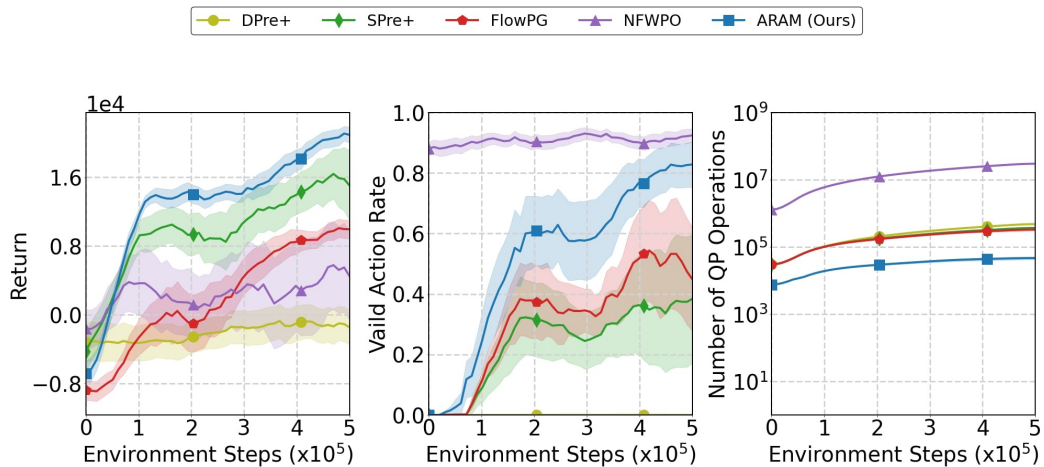 DPre+ SPre+ FlowPG NFWPO ARAM (Ours)
1e4
Return
1.6
0.8
0.0
−0.8
0 1 2 3 4 5
Environment Steps (x10⁵)
Vaild Action Rate
1.0
0.8
0.6
0.4
0.2
0.0
0 1 2 3 4 5
Environment Steps (x10⁵)
Number of QP Operations
10⁹
10⁷
10⁵
10³
10¹
0 1 2 3 4 5
Environment Steps (x10⁵)